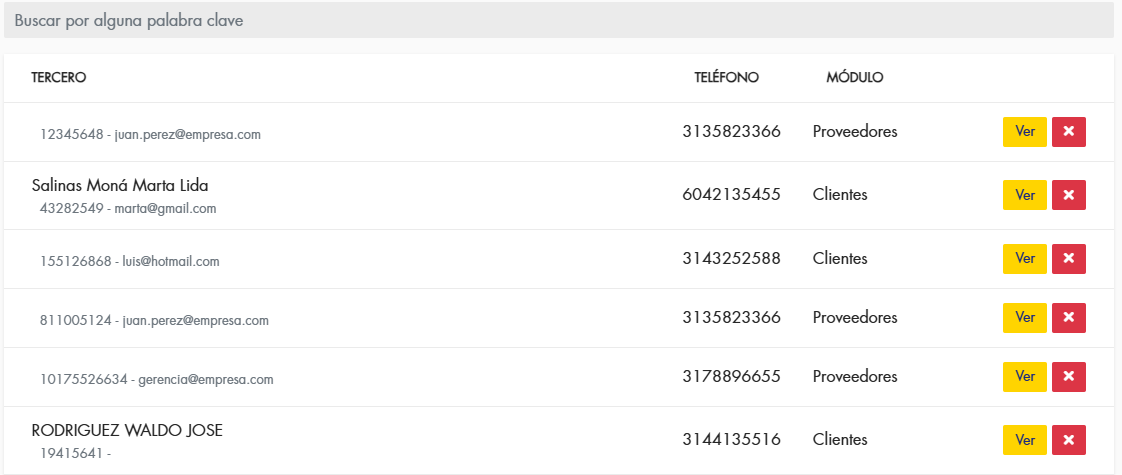 Buscar por alguna palabra clave
TERCERO TELÉFONO MÓDULO
12345648 - juan.perez@empresa.com 3135823366 Proveedores Ver
Salinas Moná Marta Lida
43282549 - marta@gmail.com 6042135455 Clientes Ver
155126868 - luis@hotmail.com 3143252588 Clientes Ver
811005124 - juan.perez@empresa.com 3135823366 Proveedores Ver
10175526634 - gerencia@empresa.com 3178896655 Proveedores Ver
RODRIGUEZ WALDO JOSE
19415641 - 3144135516 Clientes Ver